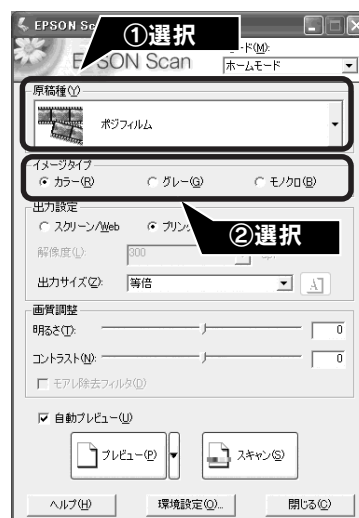 EPSON Sc
①選択
ード(M):
EPSON Scan
ホームモード
原稿種(Y)
ポジフィルム
イメージタイプ
カラー(R) グレー(G) モノクロ(B)
②選択
出力設定
スクリーン/Web プリン
解像度(L): 300
出力サイズ(Z): 等倍
画質調整
明るさ(T): 0
コントラスト(N): 0
モアレ除去フィルタ(D)
自動プレビュー(U)
プレビュー(P) スキャン(S)
ヘルプ(H) 環境設定(O)... 閉じる(C)